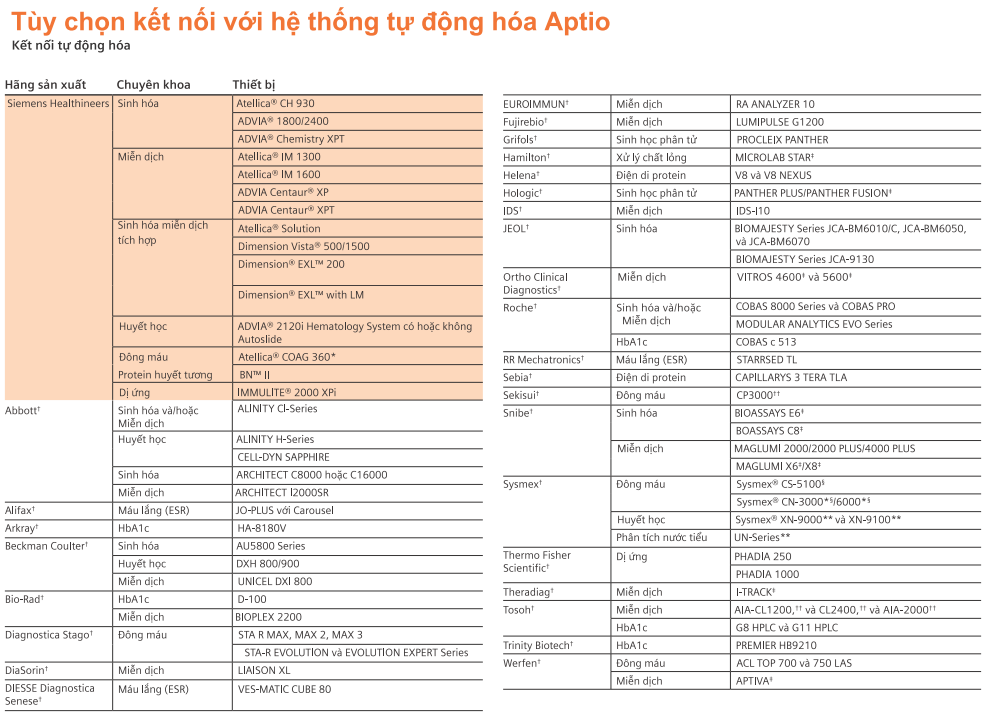 Tùy chọn kết nối với hệ thống tự động hóa Aptio
Kết nối tự động hóa
Hãng sản xuất Chuyên khoa Thiết bị
Siemens Healthineers Sinh hóa Atellica® CH 930
ADVIA® 1800/2400
ADVIA® Chemistry XPT
Miễn dịch Atellica® IM 1300
Atellica® IM 1600
ADVIA Centaur® XP
ADVIA Centaur® XPT
Sinh hóa miễn dịch Atellica® Solution
tích hợp
Dimension Vista® 500/1500
Dimension® EXL™ 200
Dimension® EXL™ with LM
Huyết học ADVIA® 2120i Hematology System có hoặc không
Autoslide
Đông máu Atellica® COAG 360*
Protein huyết tương BN™ II
Dị ứng IMMULITE® 2000 XPi
Abbott† Sinh hóa và/hoặc ALINITY CI-Series
Miễn dịch
Huyết học ALINITY H-Series
CELL-DYN SAPPHIRE
Sinh hóa ARCHITECT C8000 hoặc C16000
Miễn dịch ARCHITECT I2000SR
Alifax† Máu lắng (ESR) JO-PLUS với Carousel
Arkray† HbA1c HA-8180V
Beckman Coulter† Sinh hóa AU5800 Series
Huyết học DXH 800/900
Miễn dịch UNICEL DXI 800
Bio-Rad† HbA1c D-100
Miễn dịch BIOPLEX 2200
Diagnostica Stago† Đông máu STA R MAX, MAX 2, MAX 3
STA-R EVOLUTION và EVOLUTION EXPERT Series
DiaSorin† Miễn dịch LIAISON XL
DIESSE Diagnostica Máu lắng (ESR) VES-MATIC CUBE 80
Senese†
EUROIMMUN† Miễn dịch RA ANALYZER 10
Fujirebio† Miễn dịch LUMIPULSE G1200
Grifols† Sinh học phân tử PROCLEIX PANTHER
Hamilton† Xử lý chất lỏng MICROLAB STAR‡
Helena† Điện di protein V8 và V8 NEXUS
Hologic† Sinh học phân tử PANTHER PLUS/PANTHER FUSION‡
IDS† Miễn dịch IDS-I10
JEOL† Sinh hóa BIOMAJESTY Series JCA-BM6010/C, JCA-BM6050,
và JCA-BM6070
BIOMAJESTY Series JCA-9130
Ortho Clinical Miễn dịch VITROS 4600‡ và 5600‡
Diagnostics†
Roche† Sinh hóa và/hoặc COBAS 8000 Series và COBAS PRO
Miễn dịch MODULAR ANALYTICS EVO Series
HbA1c COBAS c 513
RR Mechatronics† Máu lắng (ESR) STARRSED TL
Sebia† Điện di protein CAPILLARYS 3 TERA TLA
Sekisui† Đông máu CP3000††
Snibe† Sinh hóa BIOASSAYS E6‡
BOASSAYS C8‡
Miễn dịch MAGLUMI 2000/2000 PLUS/4000 PLUS
MAGLUMI X6‡/X8‡
Sysmex† Đông máu Sysmex® CS-5100§
Sysmex® CN-3000*§/6000*§
Huyết học Sysmex® XN-9000** và XN-9100**
Phân tích nước tiểu UN-Series**
Thermo Fisher Dị ứng PHADIA 250
Scientific†
PHADIA 1000
Theradiag† Miễn dịch I-TRACK‡
Tosoh† Miễn dịch AIA-CL1200,†† và CL2400,†† và AIA-2000††
HbA1c G8 HPLC và G11 HPLC
Trinity Biotech† HbA1c PREMIER HB9210
Werfen† Đông máu ACL TOP 700 và 750 LAS
Miễn dịch APTIVA‡